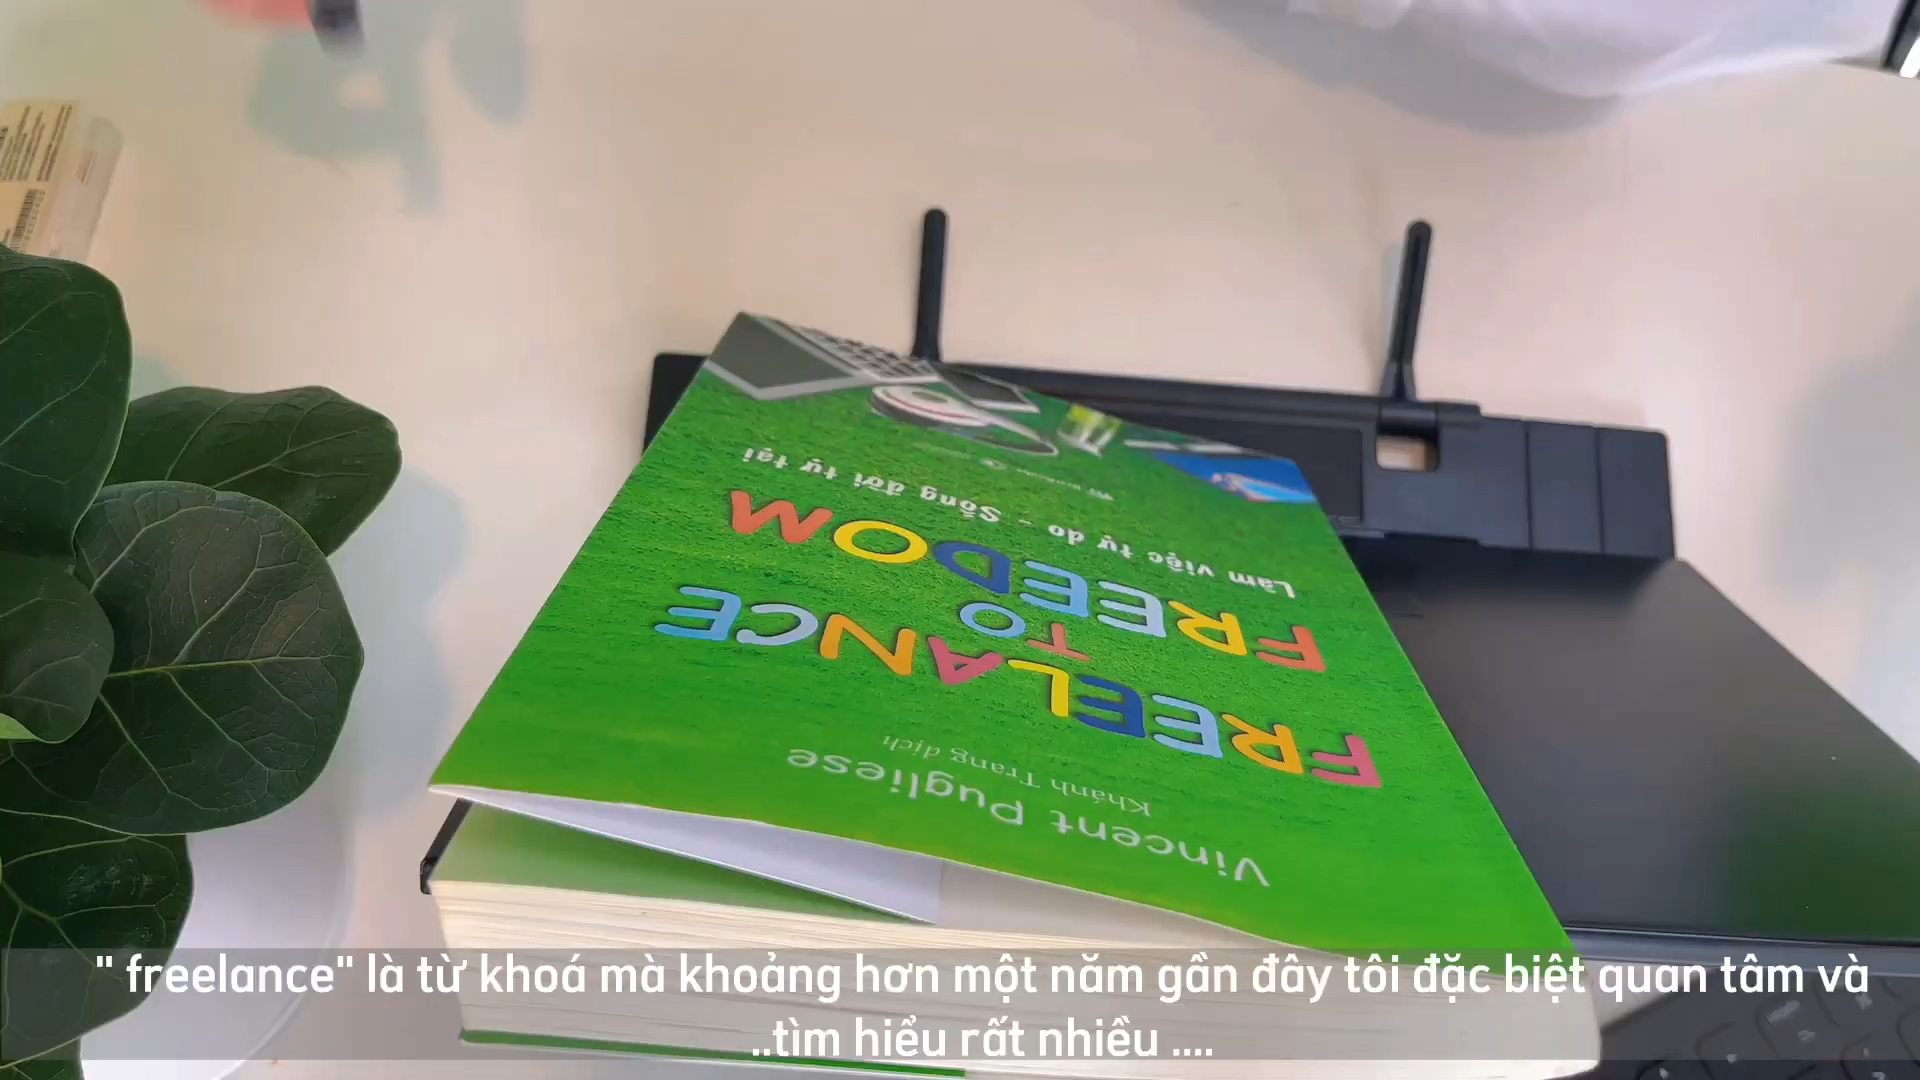 Vincent Pugliese
Khánh Trang dịch
FREELANCE
TO
FREEDOM
Làm việc tự do - Sống đời tự tại
" freelance" là từ khoá mà khoảng hơn một năm gần đây tôi đặc biệt quan tâm và
..tìm hiểu rất nhiều ....